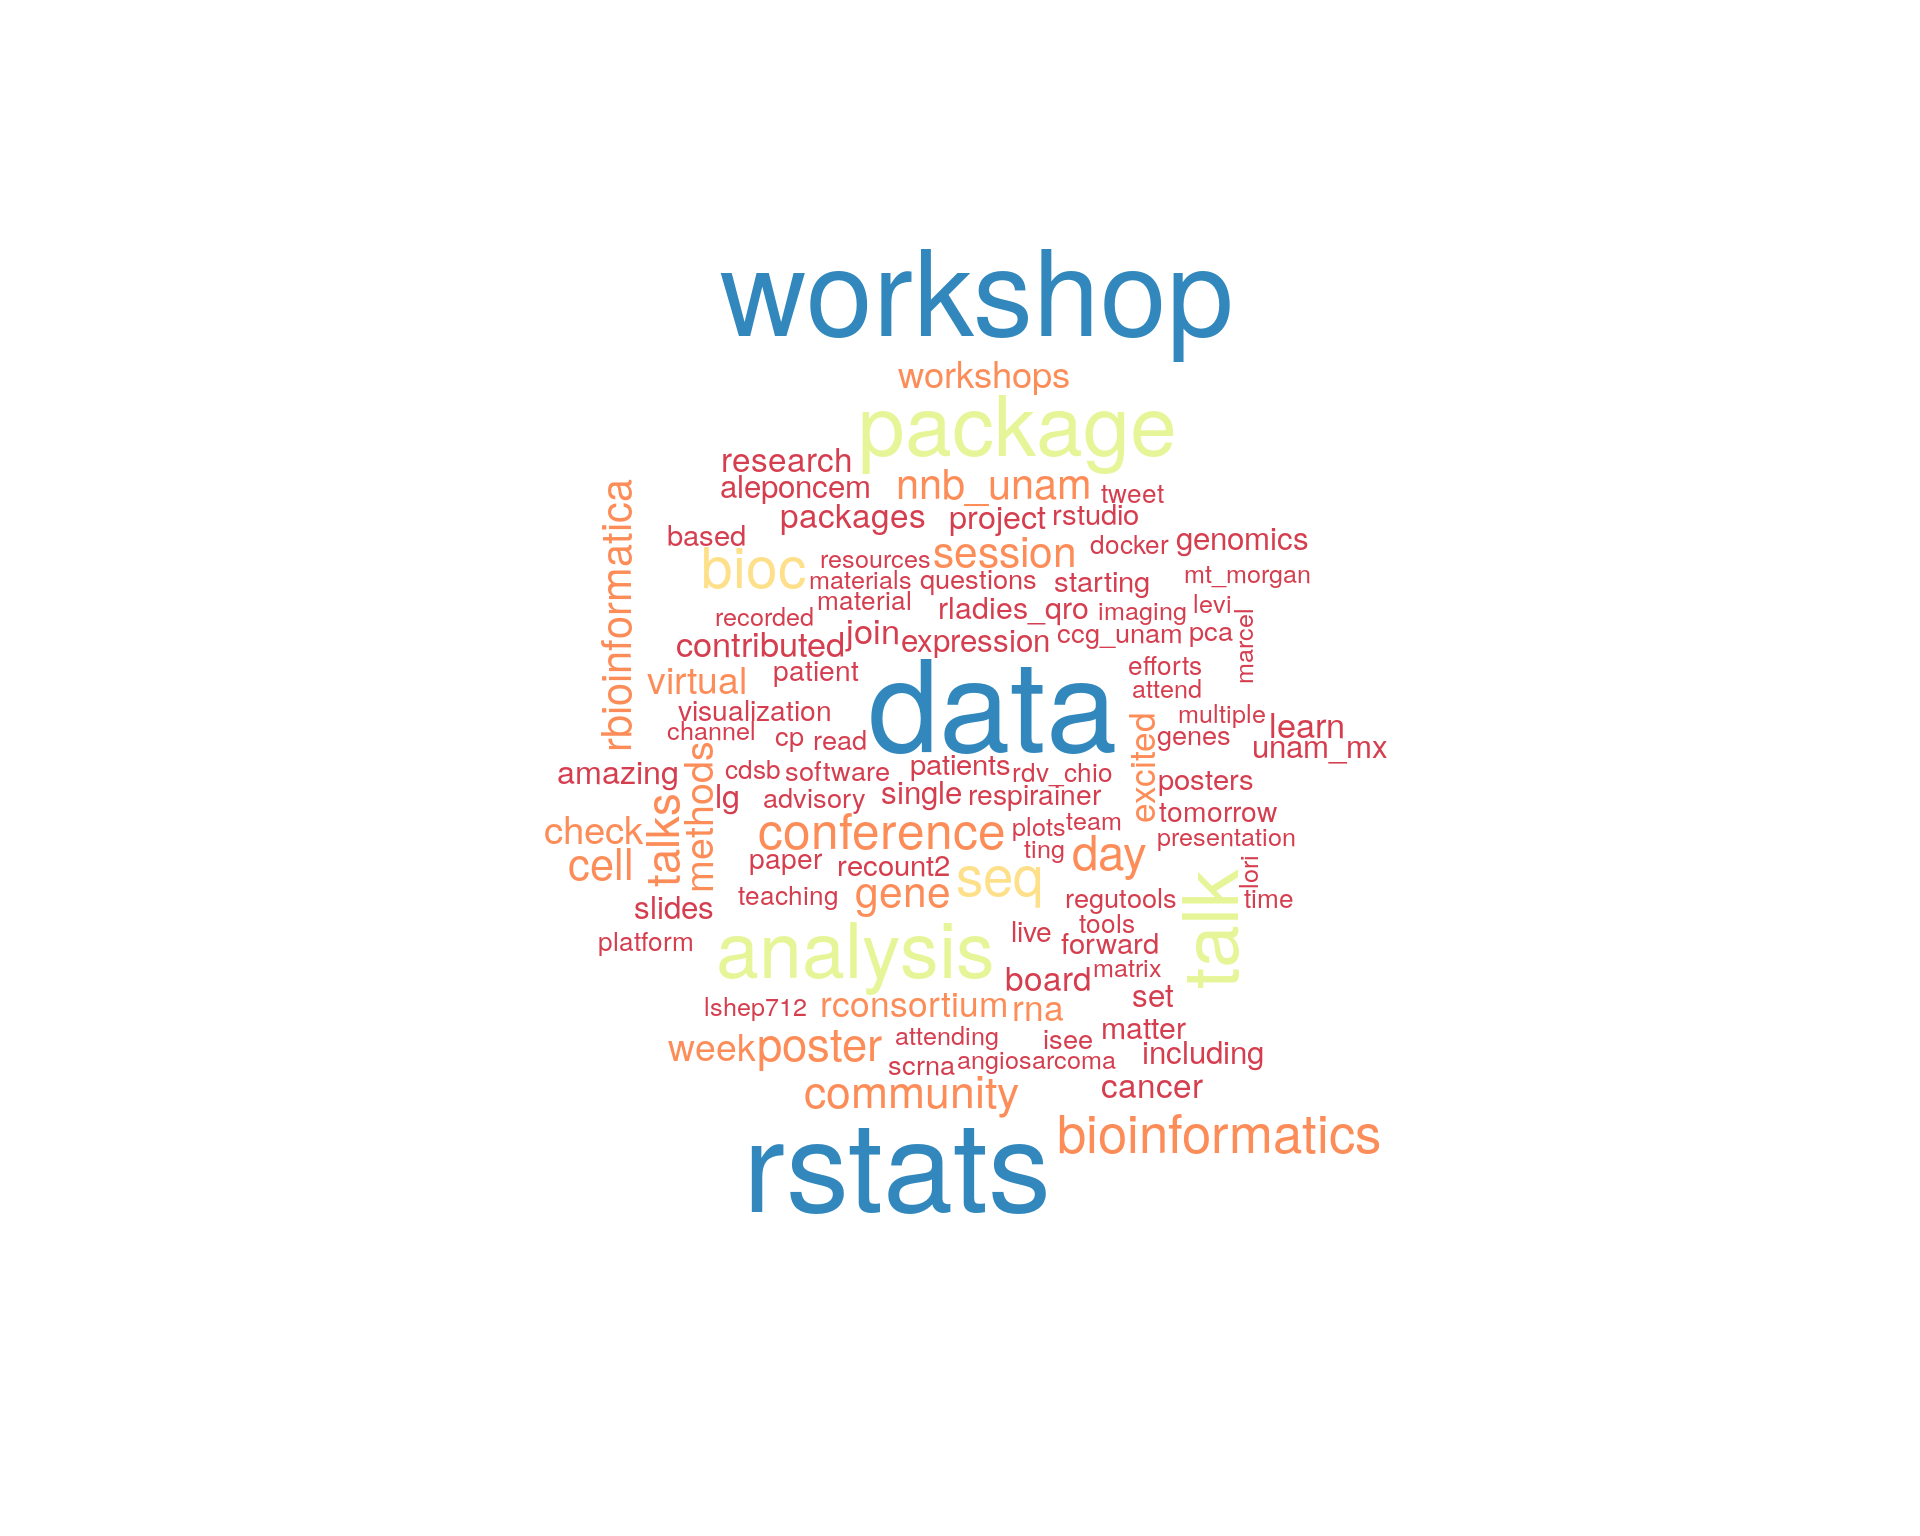 workshop
workshops
package
research
aleponcem
nnb_unam
tweet
packages
project
rstudio
rbioinformatica
based
bioc
resources
session
docker
genomics
materials
questions
starting
mt_morgan
material
recorded
rladies_qro
imaging
levi
contributed
join
expression
ccg_unam
pca
marcel
virtual
patient
data
efforts
attend
visualization
channel
cp
read
excited
multiple
genes
learn
unam_mx
amazing
methods
cdsb
software
patients
rdv_chio
posters
lg
advisory
single
respirainer
tomorrow
check
talks
conference
plots
team
presentation
cell
paper
recount2
ting
day
lori
seq
teaching
gene
regutools
talk
time
slides
platform
analysis
live
tools
forward
board
matrix
set
lshep712
rconsortium
rna
matter
week
poster
attending
isee
including
scrna
angiosarcoma
community
cancer
rstats
bioinformatics